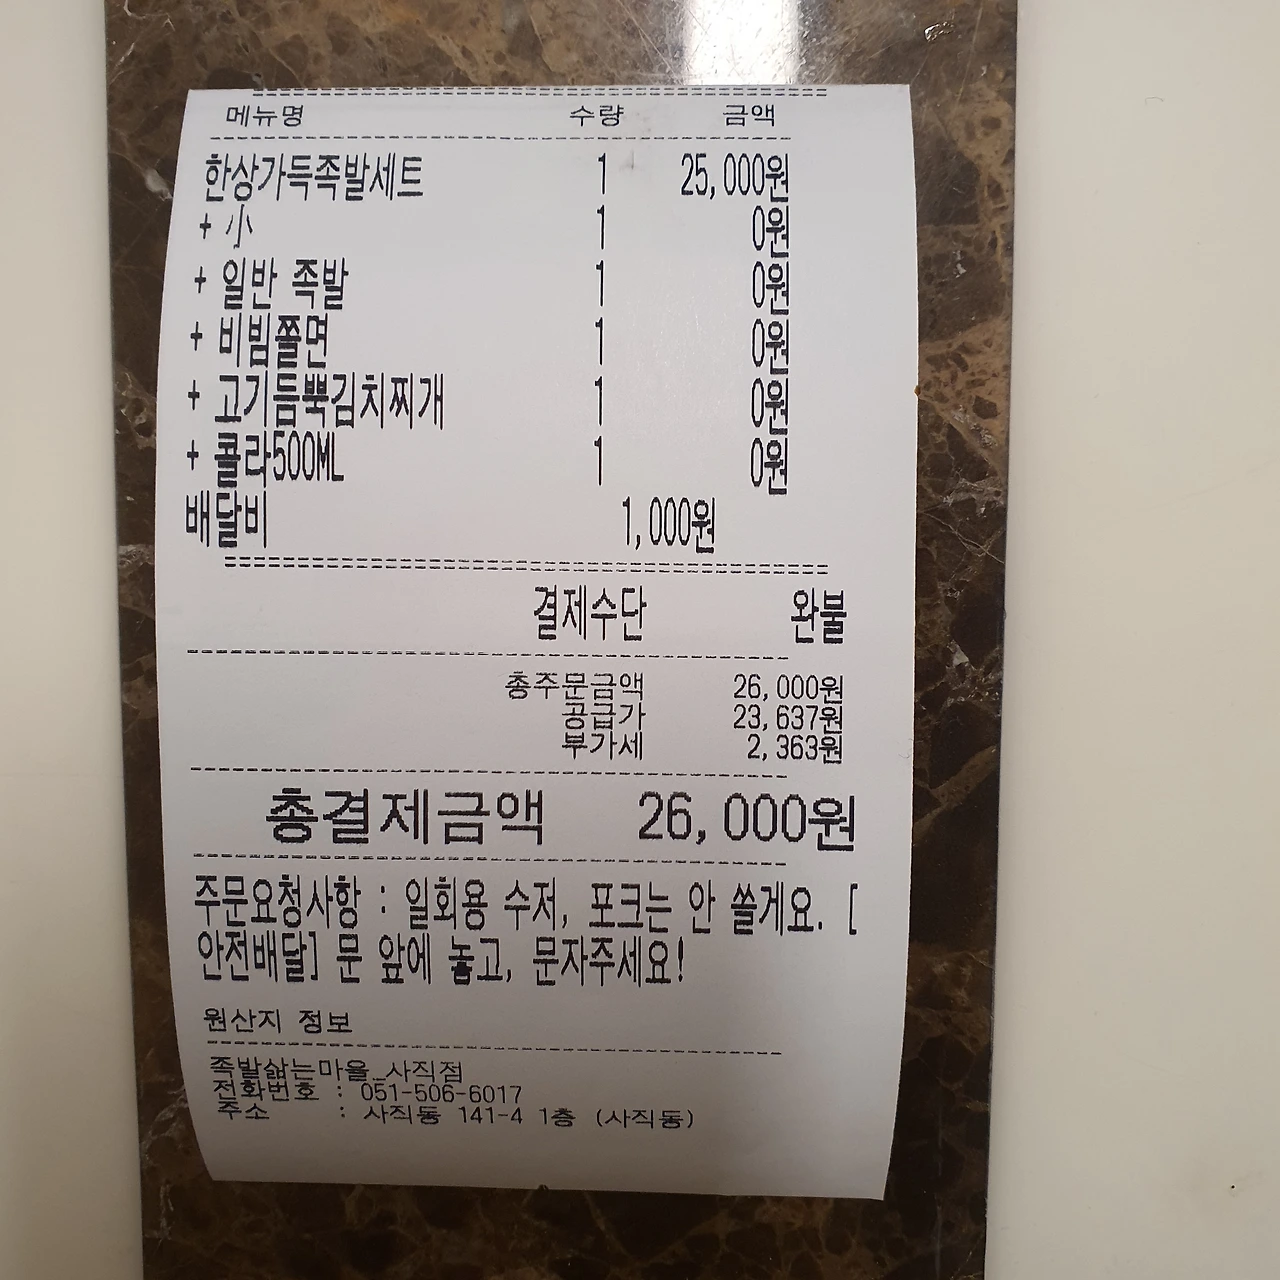 메뉴명 수량 금액
한상가득족발세트 1 25,000원
+ 小 1 0원
+ 일반 족발 1 0원
+ 비빔쫄면 1 0원
+ 고기듬뿍김치찌개 1 0원
+ 콜라500ML 1 0원
배달비 1,000원
결제수단 완불
총주문금액 26,000원
공급가 23,637원
부가세 2,363원
총결제금액 26,000원
주문요청사항 : 일회용 수저, 포크는 안 쓸게요. [
안전배달] 문 앞에 놓고, 문자주세요!
원산지 정보
족발삶는마을_사직점
전화번호 : 051-506-6017
주소 : 사직동 141-4 1층 (사직동)